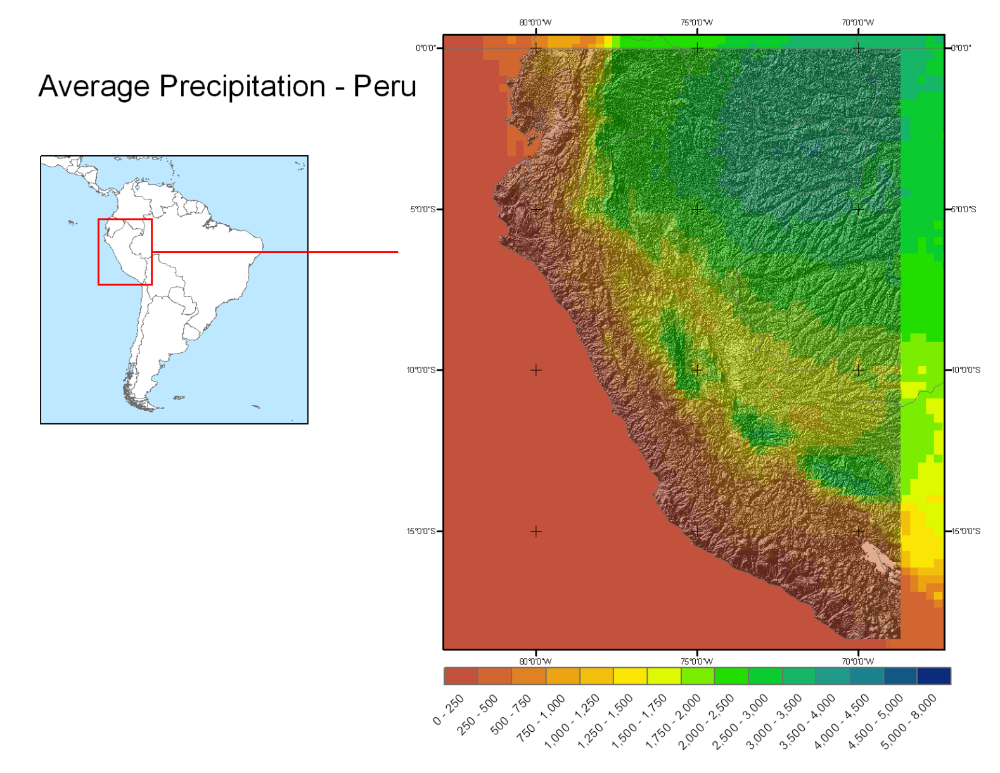 80°0'0"W 75°0'0"W 70°0'0"W
0°0'0" 0°0'0"
Average Precipitation - Peru
5°0'0"S 5°0'0"S
10°0'0"S 10°0'0"S
15°0'0"S 15°0'0"S
80°0'0"W 75°0'0"W 70°0'0"W
0 - 250
250 - 500
500 - 750
750 - 1,000
1,000 - 1,250
1,250 - 1,500
1,500 - 1,750
1,750 - 2,000
2,000 - 2,500
2,500 - 3,000
3,000 - 3,500
3,500 - 4,000
4,000 - 4,500
4,500 - 5,000
5,000 - 8,000